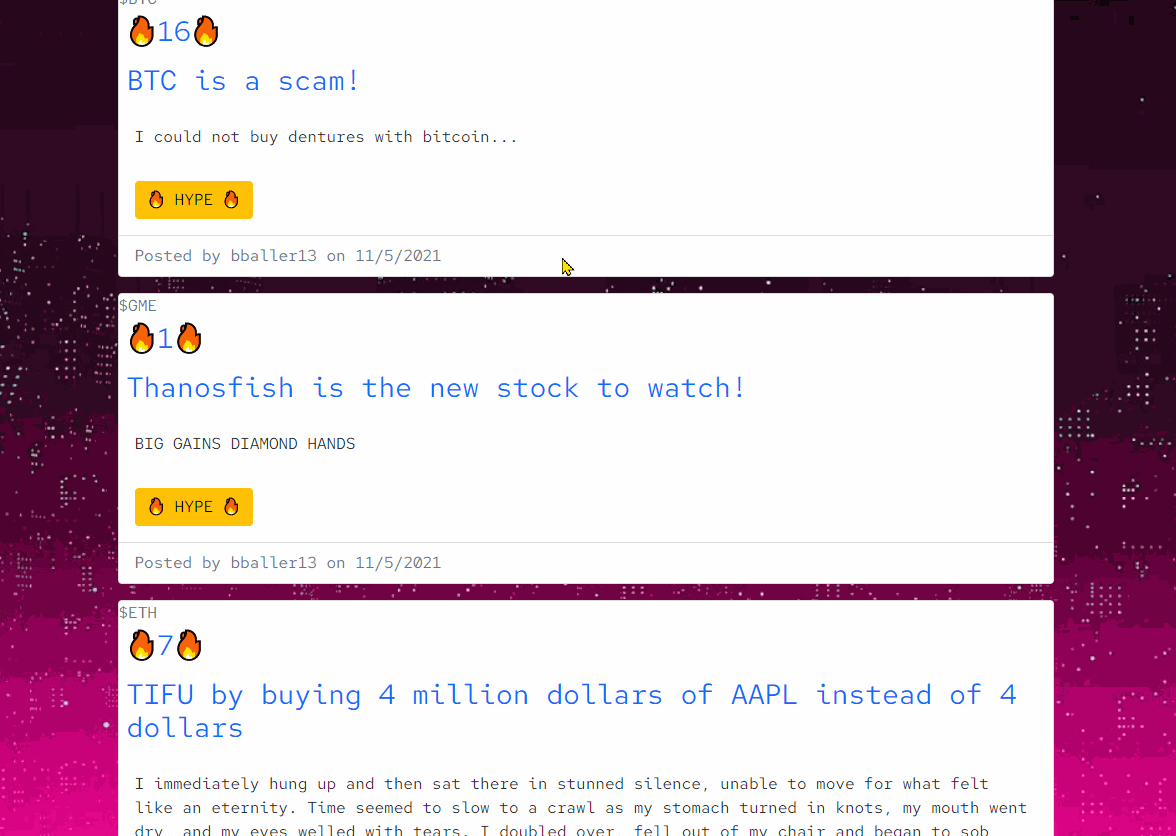 $BTC
🔥16🔥
BTC is a scam!
I could not buy dentures with bitcoin...
🔥 HYPE 🔥
Posted by bballer13 on 11/5/2021
$GME
🔥1🔥
Thanosfish is the new stock to watch!
BIG GAINS DIAMOND HANDS
🔥 HYPE 🔥
Posted by bballer13 on 11/5/2021
$ETH
🔥7🔥
TIFU by buying 4 million dollars of AAPL instead of 4
dollars
I immediately hung up and then sat there in stunned silence, unable to move for what felt
like an eternity. Time seemed to slow to a crawl as my stomach turned in knots, my mouth went
dry, and my eyes welled with tears. I doubled over, fell out of my chair and began to sob